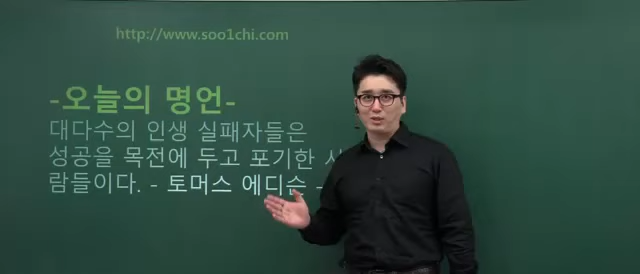 http://www.soo1chi.com
-오늘의 명언-
대다수의 인생 실패자들은
성공을 목전에 두고 포기한 사
람들이다. - 토머스 에디슨 -